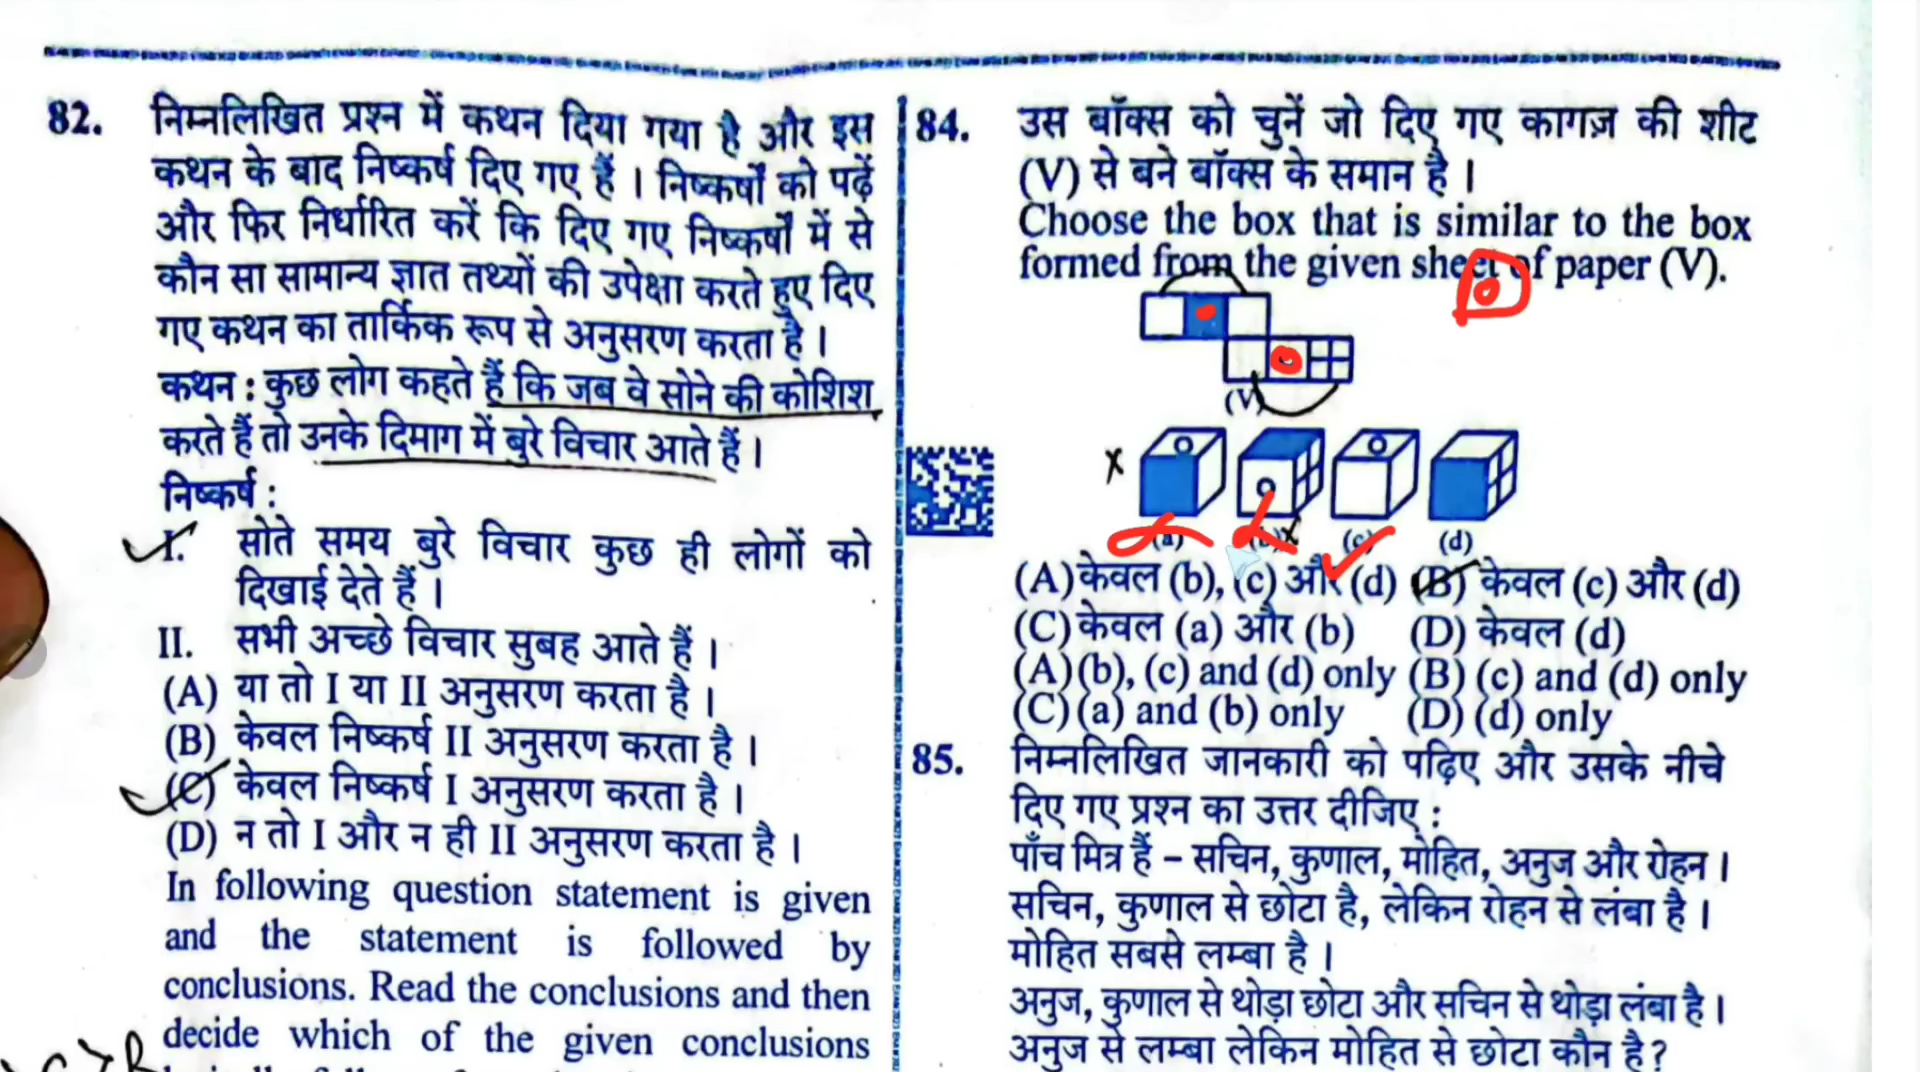 82. निम्नलिखित प्रश्न में कथन दिया गया है और इस
कथन के बाद निष्कर्ष दिए गए हैं । निष्कर्षों को पढ़ें
और फिर निर्धारित करें कि दिए गए निष्कर्षों में से
कौन सा सामान्य ज्ञात तथ्यों की उपेक्षा करते हुए दिए
गए कथन का तार्किक रूप से अनुसरण करता है ।
कथन : कुछ लोग कहते हैं कि जब वे सोने की कोशिश
करते हैं तो उनके दिमाग में बुरे विचार आते हैं ।
निष्कर्ष :
I. सोते समय बुरे विचार कुछ ही लोगों को
दिखाई देते हैं ।
II. सभी अच्छे विचार सुबह आते हैं ।
(A) या तो I या II अनुसरण करता है ।
(B) केवल निष्कर्ष II अनुसरण करता है ।
(C) केवल निष्कर्ष I अनुसरण करता है ।
(D) न तो I और न ही II अनुसरण करता है ।
In following question statement is given
and the statement is followed by
conclusions. Read the conclusions and then
decide which of the given conclusions
84. उस बॉक्स को चुनें जो दिए गए कागज़ की शीट
(V) से बने बॉक्स के समान है ।
Choose the box that is similar to the box
formed from the given sheet of paper (V).
(V)
(a) (b) (c) (d)
(A) केवल (b), (c) और (d) (B) केवल (c) और (d)
(C) केवल (a) और (b) (D) केवल (d)
(A) (b), (c) and (d) only (B) (c) and (d) only
(C) (a) and (b) only (D) (d) only
85. निम्नलिखित जानकारी को पढ़िए और उसके नीचे
दिए गए प्रश्न का उत्तर दीजिए :
पाँच मित्र हैं – सचिन, कुणाल, मोहित, अनुज और रोहन ।
सचिन, कुणाल से छोटा है, लेकिन रोहन से लंबा है ।
मोहित सबसे लम्बा है ।
अनुज, कुणाल से थोड़ा छोटा और सचिन से थोड़ा लंबा है ।
अनुज से लम्बा लेकिन मोहित से छोटा कौन है ?